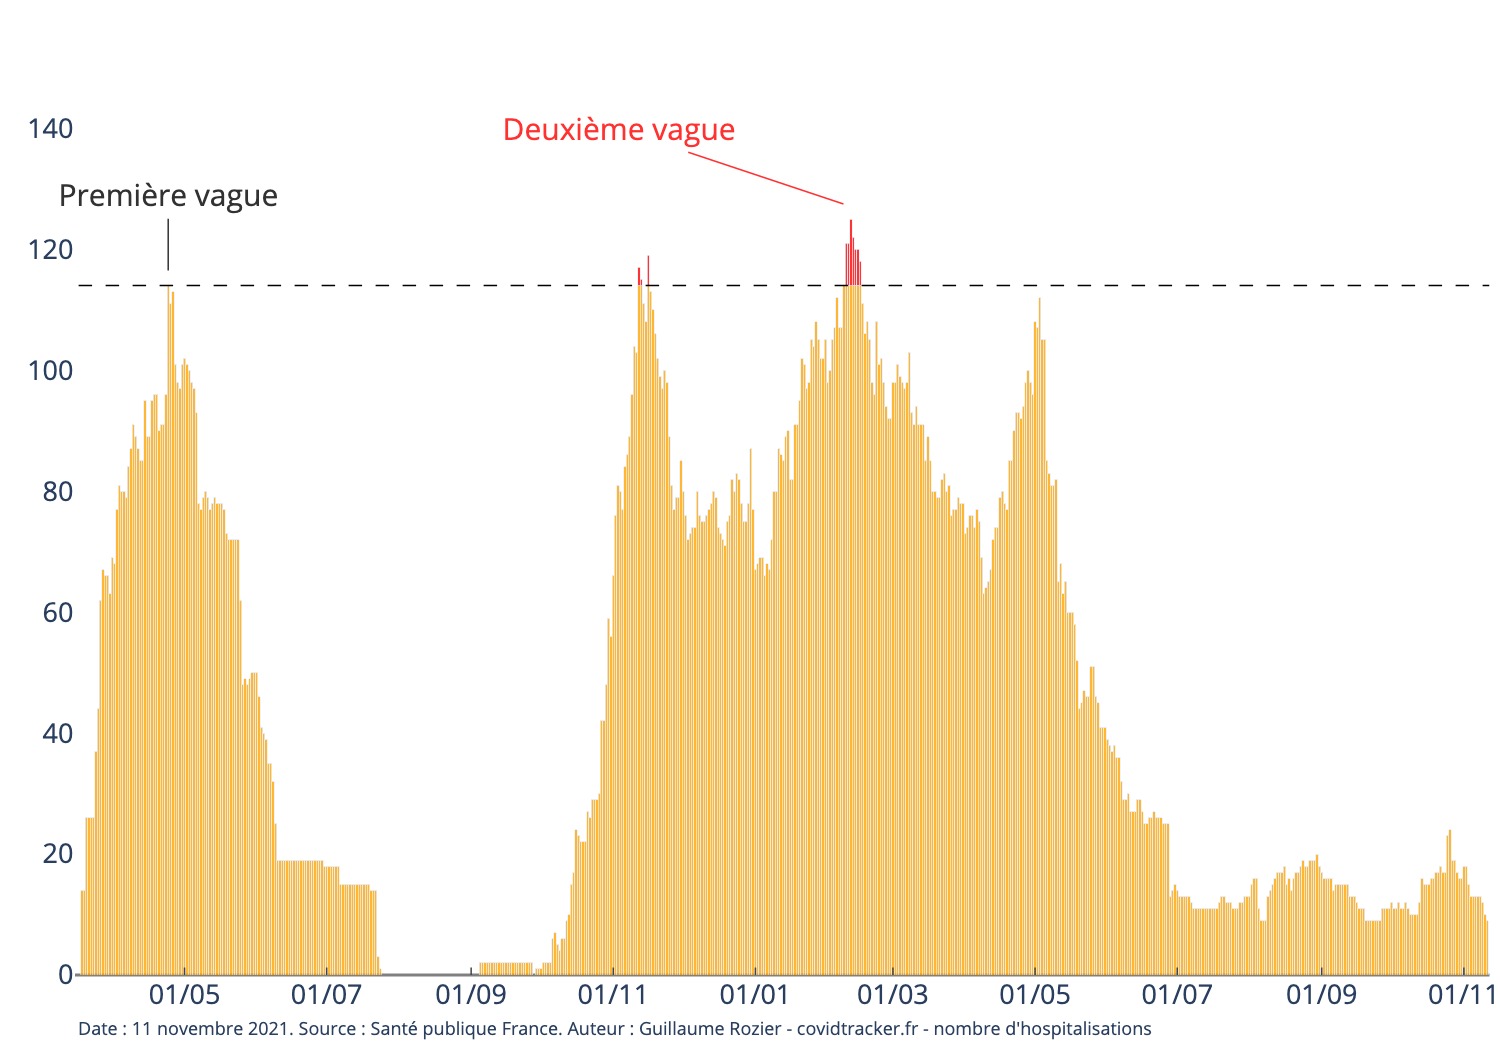 140
Deuxième vague
Première vague
120
100
80
60
40
20
0
01/05 01/07 01/09 01/11 01/01 01/03 01/05 01/07 01/09 01/11
Date : 11 novembre 2021. Source : Santé publique France. Auteur : Guillaume Rozier - covidtracker.fr - nombre d'hospitalisations